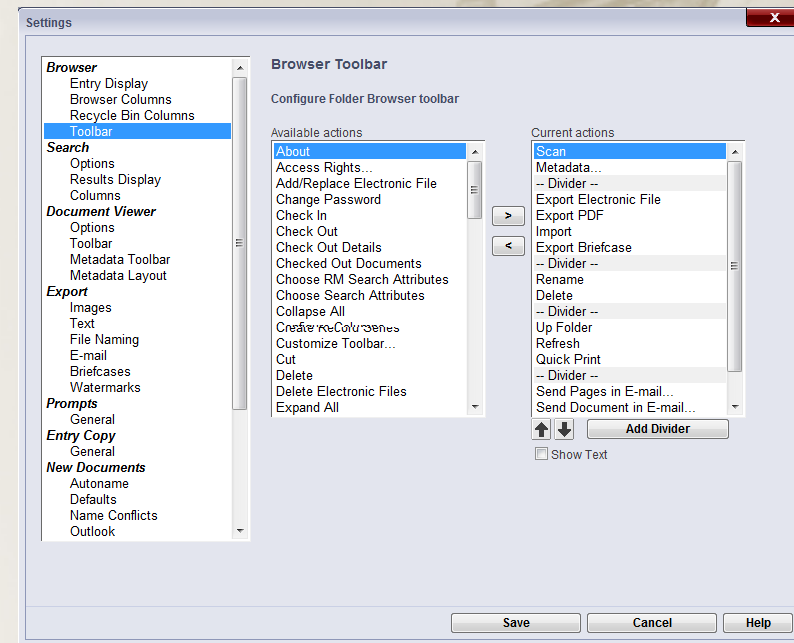 Settings
X
Browser
Entry Display
Browser Columns
Recycle Bin Columns
Toolbar
Search
Options
Results Display
Columns
Document Viewer
Options
Toolbar
Metadata Toolbar
Metadata Layout
Export
Images
Text
File Naming
E-mail
Briefcases
Watermarks
Prompts
General
Entry Copy
General
New Documents
Autoname
Defaults
Name Conflicts
Outlook
Browser Toolbar
Configure Folder Browser toolbar
Available actions
About
Access Rights...
Add/Replace Electronic File
Change Password
Check In
Check Out
Check Out Details
Checked Out Documents
Choose RM Search Attributes
Choose Search Attributes
Collapse All
Customize Toolbar...
Cut
Delete
Delete Electronic Files
Expand All
>
<
Current actions
Scan
Metadata...
-- Divider --
Export Electronic File
Export PDF
Import
Export Briefcase
-- Divider --
Rename
Delete
-- Divider --
Up Folder
Refresh
Quick Print
-- Divider --
Send Pages in E-mail...
Send Document in E-mail...
Add Divider
Show Text
Save
Cancel
Help